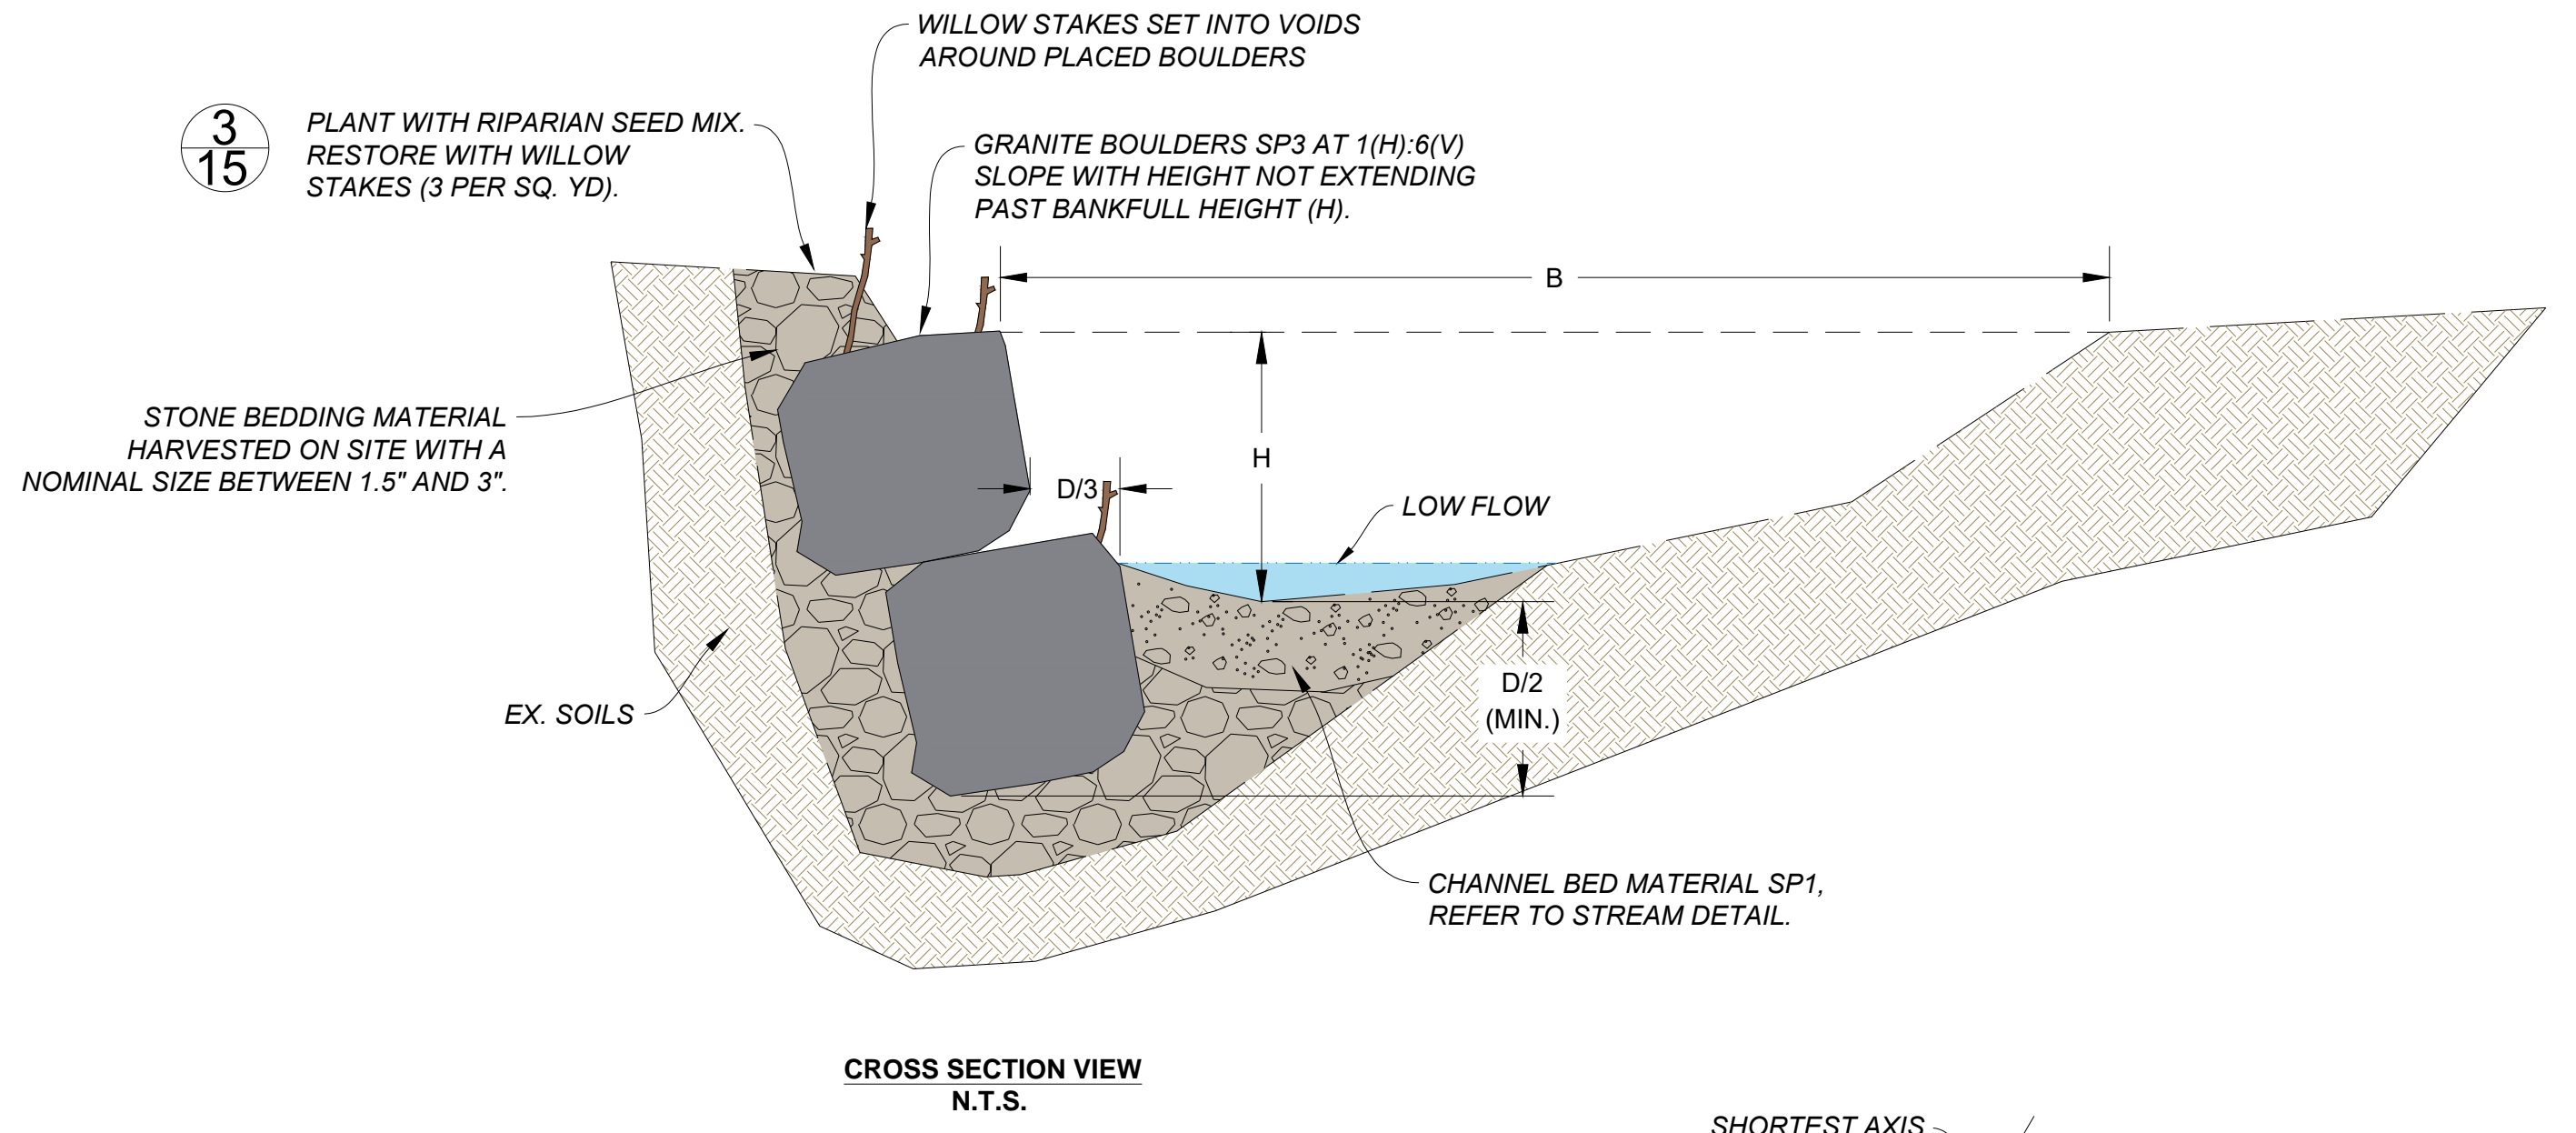 WILLOW STAKES SET INTO VOIDS
AROUND PLACED BOULDERS
3
15
PLANT WITH RIPARIAN SEED MIX.
RESTORE WITH WILLOW
STAKES (3 PER SQ. YD).
GRANITE BOULDERS SP3 AT 1(H):6(V)
SLOPE WITH HEIGHT NOT EXTENDING
PAST BANKFULL HEIGHT (H).
B
STONE BEDDING MATERIAL
HARVESTED ON SITE WITH A
NOMINAL SIZE BETWEEN 1.5" AND 3".
H
D/3
LOW FLOW
EX. SOILS
D/2
(MIN.)
CHANNEL BED MATERIAL SP1,
REFER TO STREAM DETAIL.
CROSS SECTION VIEW
N.T.S.
SHORTEST AXIS